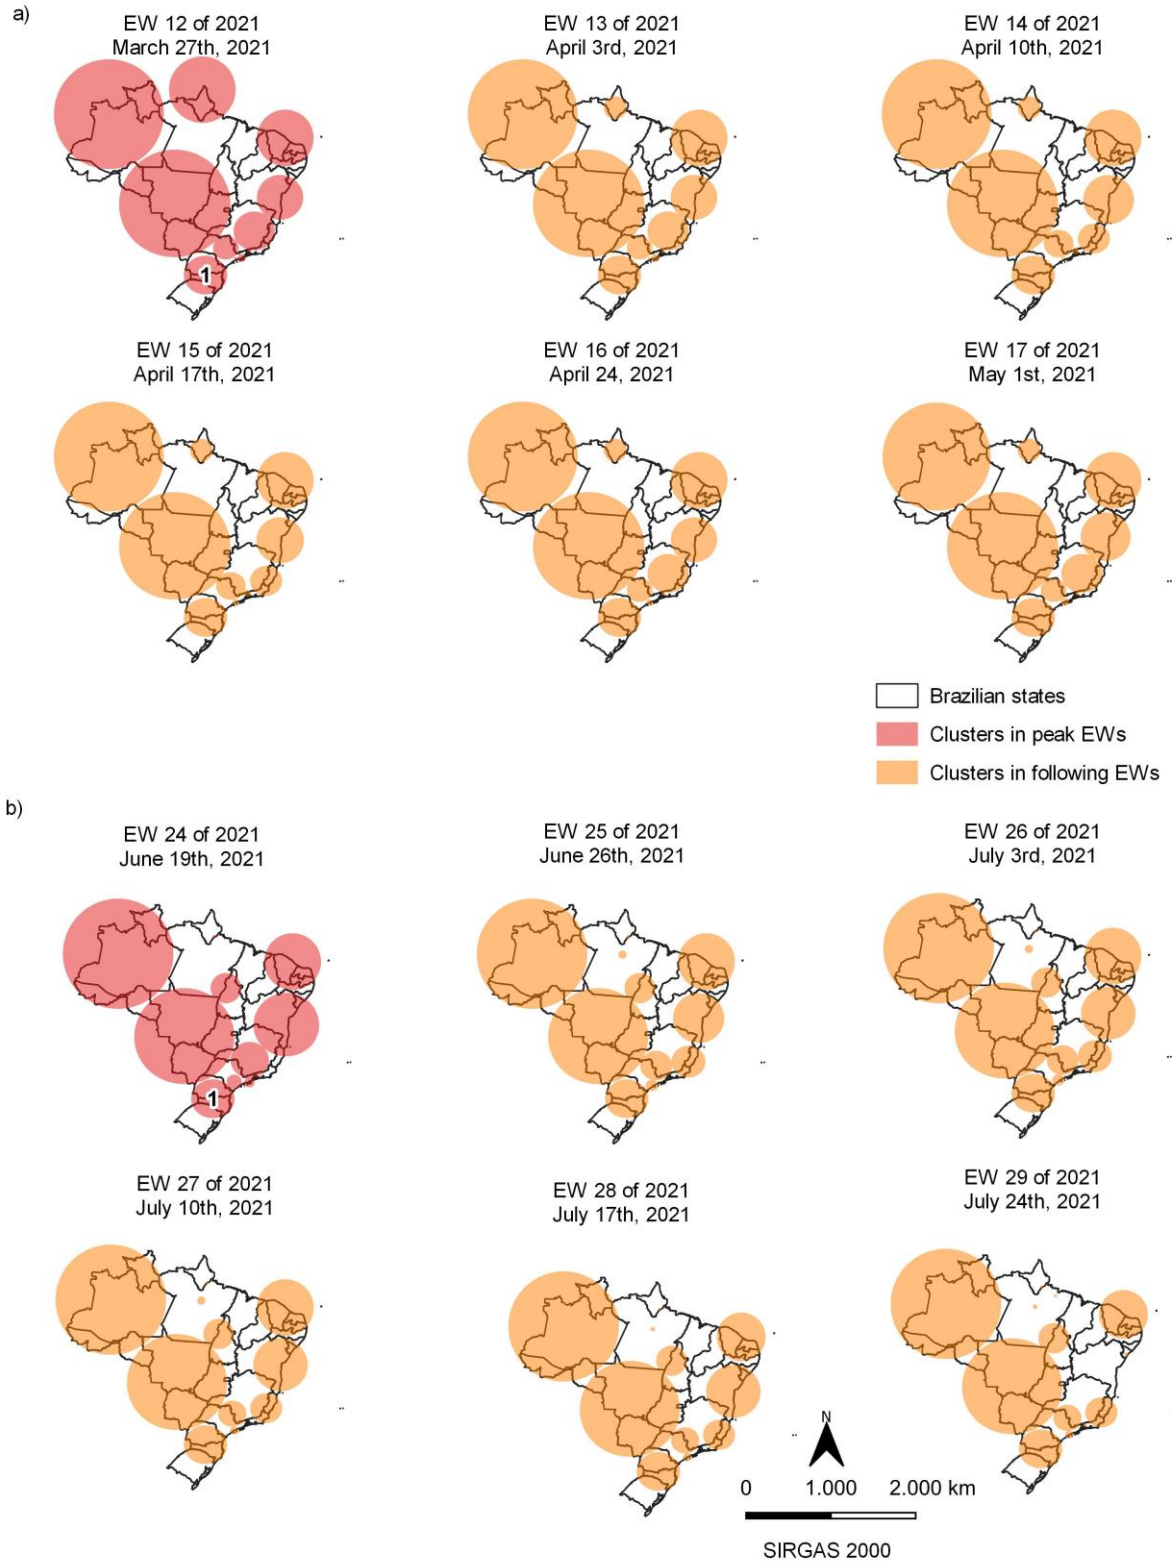 a)
EW 12 of 2021
March 27th, 2021
EW 13 of 2021
April 3rd, 2021
EW 14 of 2021
April 10th, 2021
1
EW 15 of 2021
April 17th, 2021
EW 16 of 2021
April 24, 2021
EW 17 of 2021
May 1st, 2021
Brazilian states
Clusters in peak EWs
Clusters in following EWs
b)
EW 24 of 2021
June 19th, 2021
EW 25 of 2021
June 26th, 2021
EW 26 of 2021
July 3rd, 2021
1
EW 27 of 2021
July 10th, 2021
EW 28 of 2021
July 17th, 2021
EW 29 of 2021
July 24th, 2021
N
0 1.000 2.000 km
SIRGAS 2000